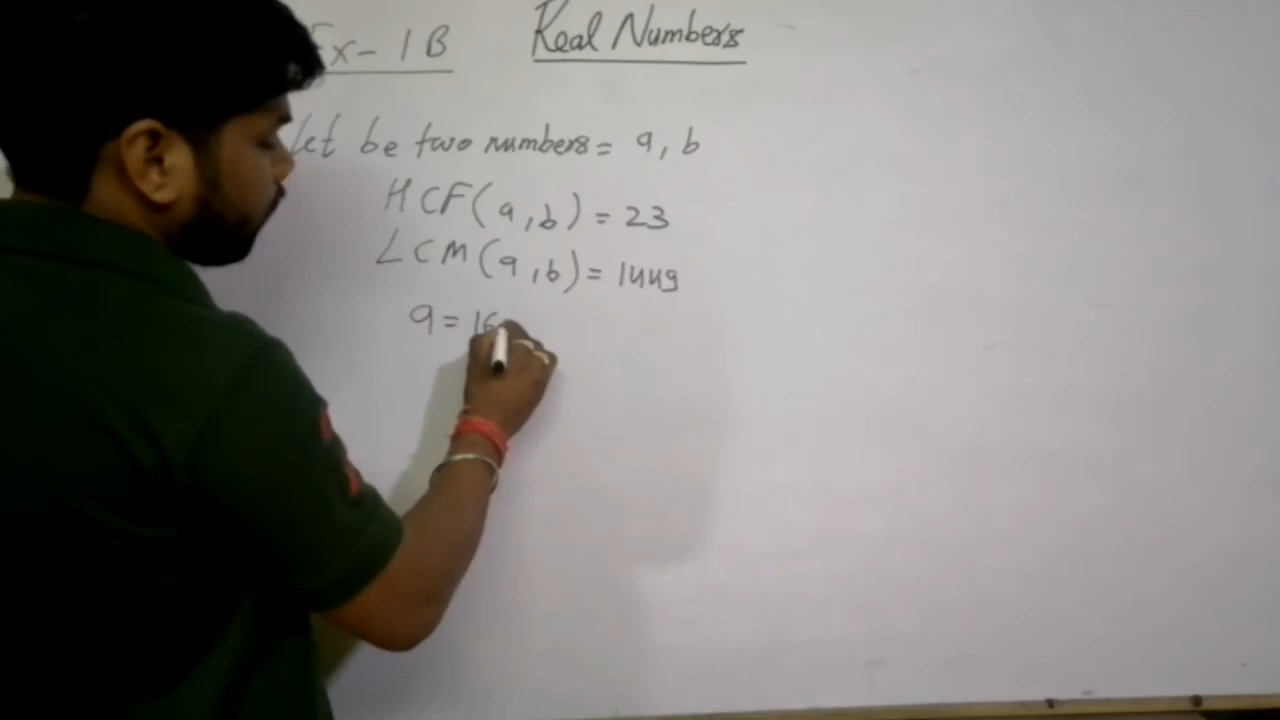 Ex-1B Real Numbers
Let be two numbers = a, b
HCF(a,b) = 23
LCM(a,b) = 1449
a = 16